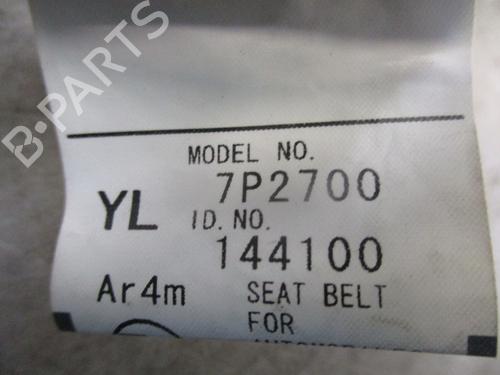 B-PARTS
MODEL NO.
7P2700
YL
ID.NO.
144100
Ar4m
SEAT BELT
FOR